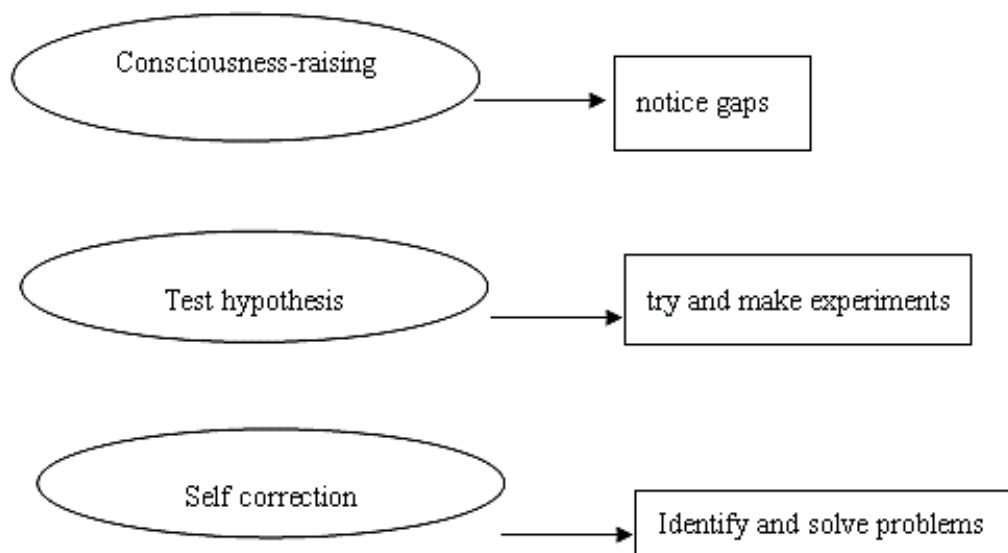 Consciousness-raising
notice gaps
Test hypothesis
try and make experiments
Self correction
Identify and solve problems